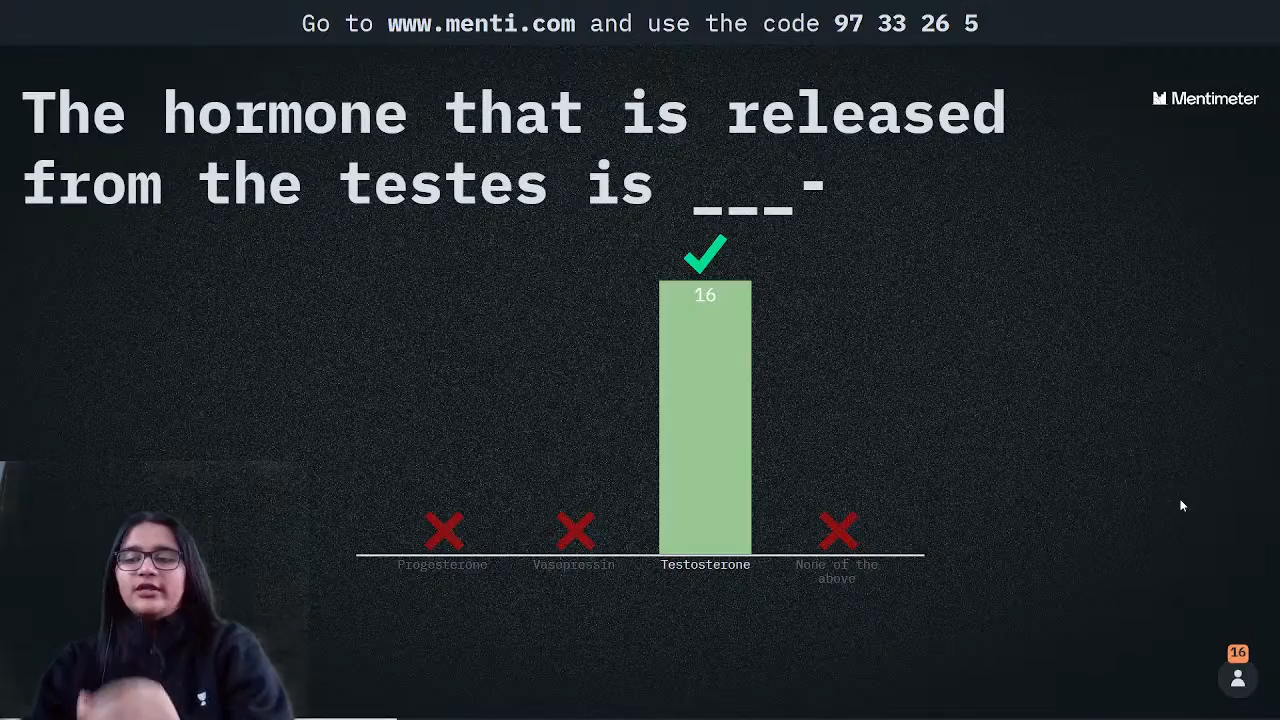 Go to www.menti.com and use the code 97 33 26 5
Mentimeter
The hormone that is released
from the testes is ___-
16
Progesterone
Vasopressin
Testosterone
None of the
above
16